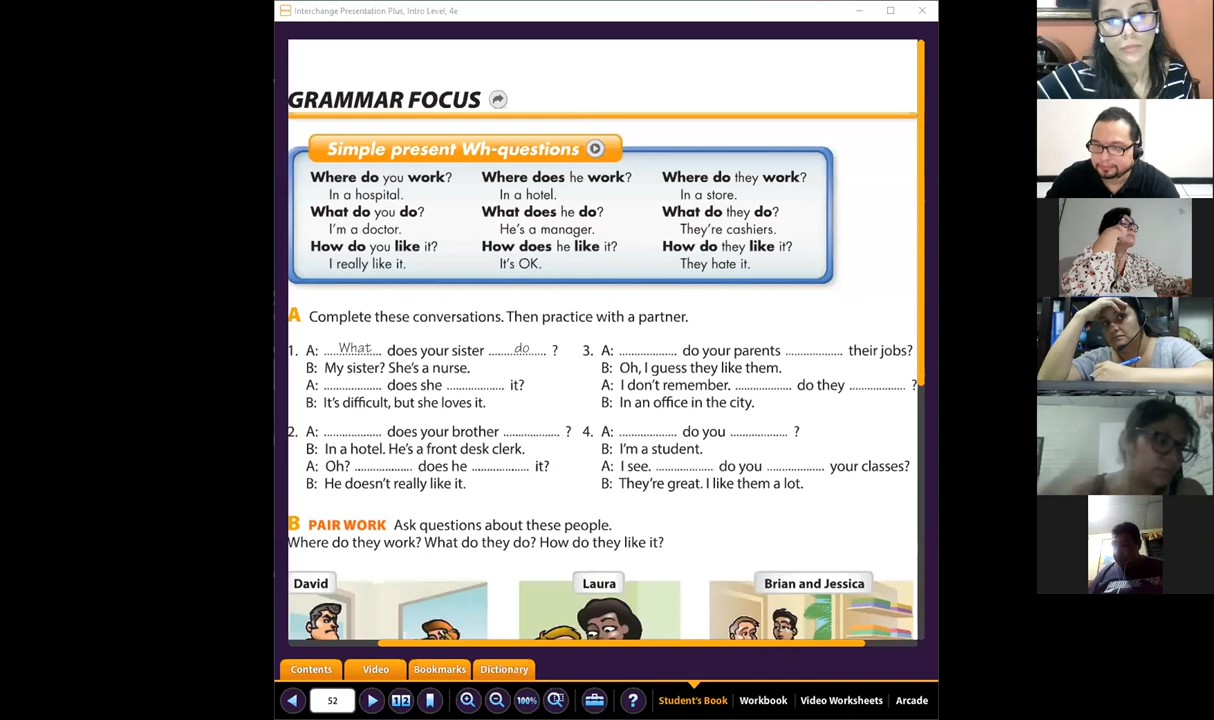 Interchange Presentation Plus, Intro Level, 4e
GRAMMAR FOCUS
Simple present Wh-questions
Where do you work? Where does he work? Where do they work?
In a hospital. In a hotel. In a store.
What do you do? What does he do? What do they do?
I'm a doctor. He's a manager. They're cashiers.
How do you like it? How does he like it? How do they like it?
I really like it. It's OK. They hate it.
A Complete these conversations. Then practice with a partner.
1. A: What does your sister do ?
B: My sister? She's a nurse.
A: .................. does she .................. it?
B: It's difficult, but she loves it.
2. A: .................. does your brother .................. ?
B: In a hotel. He's a front desk clerk.
A: Oh? .................. does he .................. it?
B: He doesn't really like it.
3. A: .................. do your parents .................. their jobs?
B: Oh, I guess they like them.
A: I don't remember. .................. do they .................. ?
B: In an office in the city.
4. A: .................. do you .................. ?
B: I'm a student.
A: I see. .................. do you .................. your classes?
B: They're great. I like them a lot.
B PAIR WORK Ask questions about these people.
Where do they work? What do they do? How do they like it?
David Laura Brian and Jessica
Contents Video Bookmarks Dictionary
52 1 2 100% ? Student's Book Workbook Video Worksheets Arcade